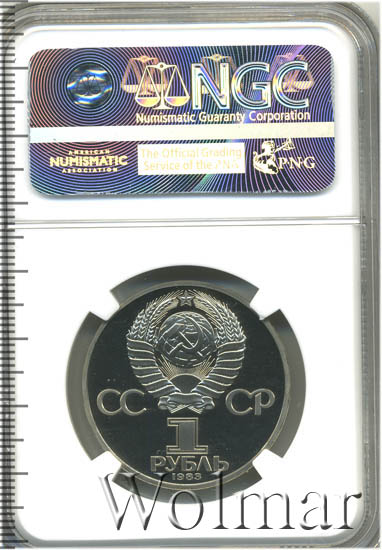 NGC
Numismatic Guaranty Corporation
AMERICAN
NUMISMATIC
ASSOCIATION
The Official Grading
Service of the PNG
PNG
СС СР
1
РУБЛЬ
1983
Wolmar